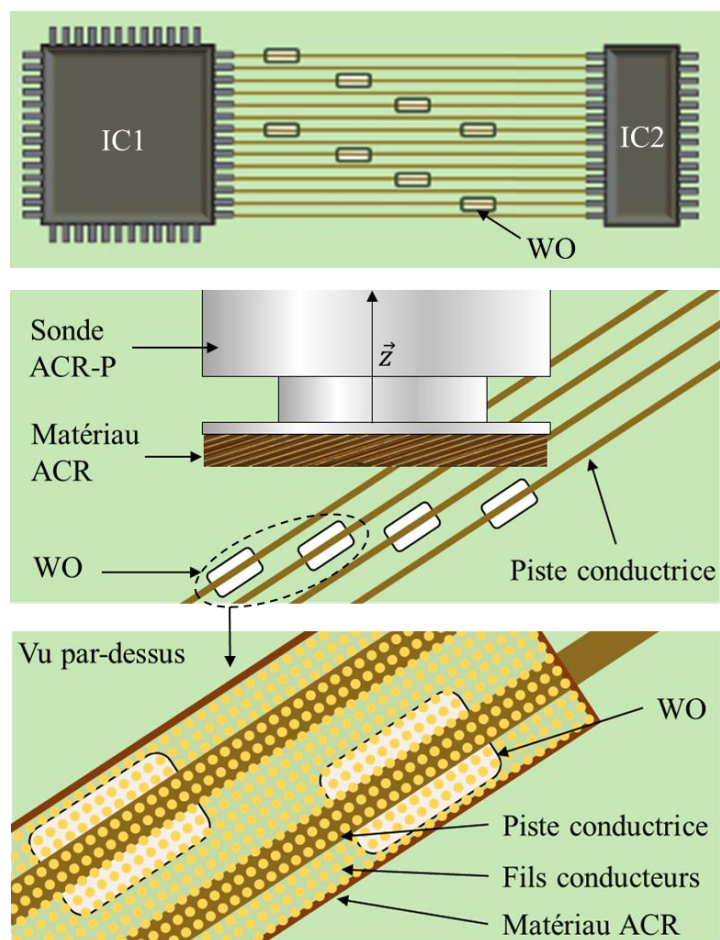 IC1
IC2
WO
Sonde
ACR-P
z⃗
Matériau
ACR
WO
Piste conductrice
Vu par-dessus
WO
Piste conductrice
Fils conducteurs
Matériau ACR